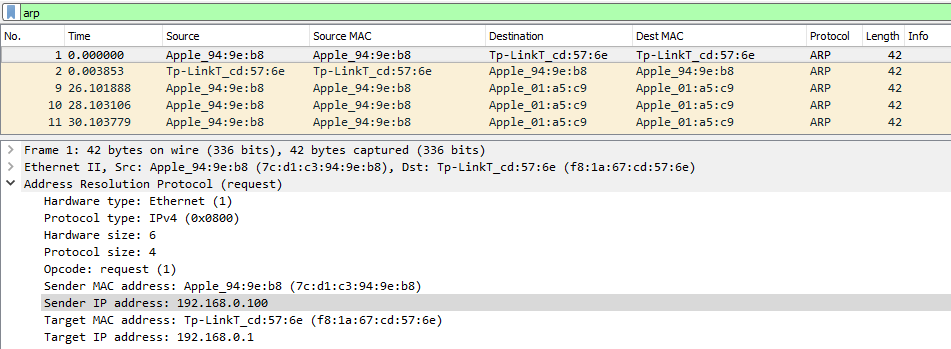 arp
No. Time Source Source MAC Destination Dest MAC Protocol Length Info
1 0.000000 Apple_94:9e:b8 Apple_94:9e:b8 Tp-LinkT_cd:57:6e Tp-LinkT_cd:57:6e ARP 42
2 0.003853 Tp-LinkT_cd:57:6e Tp-LinkT_cd:57:6e Apple_94:9e:b8 Apple_94:9e:b8 ARP 42
9 26.101888 Apple_94:9e:b8 Apple_94:9e:b8 Apple_01:a5:c9 Apple_01:a5:c9 ARP 42
10 28.103106 Apple_94:9e:b8 Apple_94:9e:b8 Apple_01:a5:c9 Apple_01:a5:c9 ARP 42
11 30.103779 Apple_94:9e:b8 Apple_94:9e:b8 Apple_01:a5:c9 Apple_01:a5:c9 ARP 42
Frame 1: 42 bytes on wire (336 bits), 42 bytes captured (336 bits)
Ethernet II, Src: Apple_94:9e:b8 (7c:d1:c3:94:9e:b8), Dst: Tp-LinkT_cd:57:6e (f8:1a:67:cd:57:6e)
Address Resolution Protocol (request)
Hardware type: Ethernet (1)
Protocol type: IPv4 (0x0800)
Hardware size: 6
Protocol size: 4
Opcode: request (1)
Sender MAC address: Apple_94:9e:b8 (7c:d1:c3:94:9e:b8)
Sender IP address: 192.168.0.100
Target MAC address: Tp-LinkT_cd:57:6e (f8:1a:67:cd:57:6e)
Target IP address: 192.168.0.1